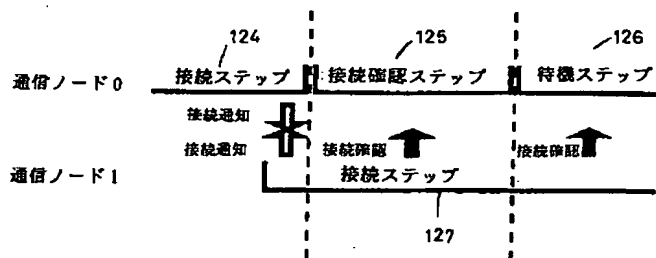 124
125
126
通信ノード0
接続ステップ
接続確認ステップ
待機ステップ
接続通知
接続通知
接続確認
接続確認
通信ノード1
接続ステップ
127